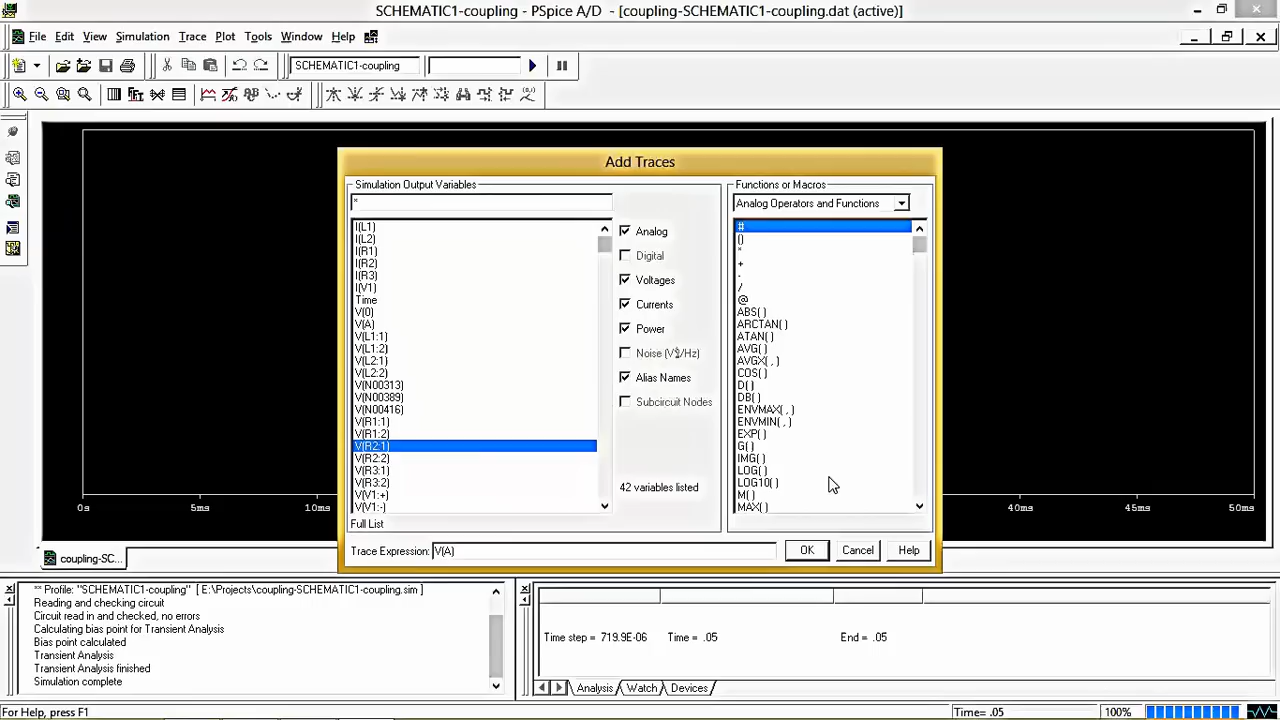 SCHEMATIC1-coupling - PSpice A/D - [coupling-SCHEMATIC1-coupling.dat (active)]
File Edit View Simulation Trace Plot Tools Window Help
SCHEMATIC1-coupling
Add Traces
Simulation Output Variables
*
I(L1)
I(L2)
I(R1)
I(R2)
I(R3)
I(V1)
Time
V(0)
V(A)
V(L1:1)
V(L1:2)
V(L2:1)
V(L2:2)
V(N00313)
V(N00389)
V(N00416)
V(R1:1)
V(R1:2)
V(R2:1)
V(R2:2)
V(R3:1)
V(R3:2)
V(V1:+)
V(V1:-)
Full List
Analog
Digital
Voltages
Currents
Power
Noise (V²/Hz)
Alias Names
Subcircuit Nodes
42 variables listed
Functions or Macros
Analog Operators and Functions
#
()
*
+
-
/
@
ABS( )
ARCTAN( )
ATAN( )
AVG( )
AVGX( , )
COS( )
D( )
DB( )
ENVMAX( , )
ENVMIN( , )
EXP( )
G( )
IMG( )
LOG( )
LOG10( )
M( )
MAX( )
Trace Expression: V(A)
OK Cancel Help
0s 5ms 10ms 40ms 45ms 50ms
coupling-SC...
** Profile: "SCHEMATIC1-coupling" [ E:\Projects\coupling-SCHEMATIC1-coupling.sim ]
Reading and checking circuit
Circuit read in and checked, no errors
Calculating bias point for Transient Analysis
Bias point calculated
Transient Analysis
Transient Analysis finished
Simulation complete
Time step = 719.9E-06 Time = .05 End = .05
Analysis Watch Devices
For Help, press F1
Time= .05 100%